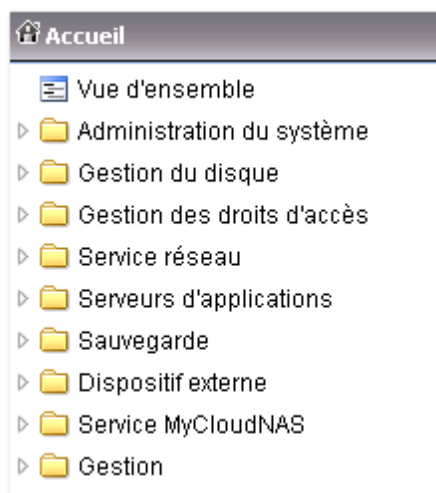 Accueil
Vue d'ensemble
Administration du système
Gestion du disque
Gestion des droits d'accès
Service réseau
Serveurs d'applications
Sauvegarde
Dispositif externe
Service MyCloudNAS
Gestion